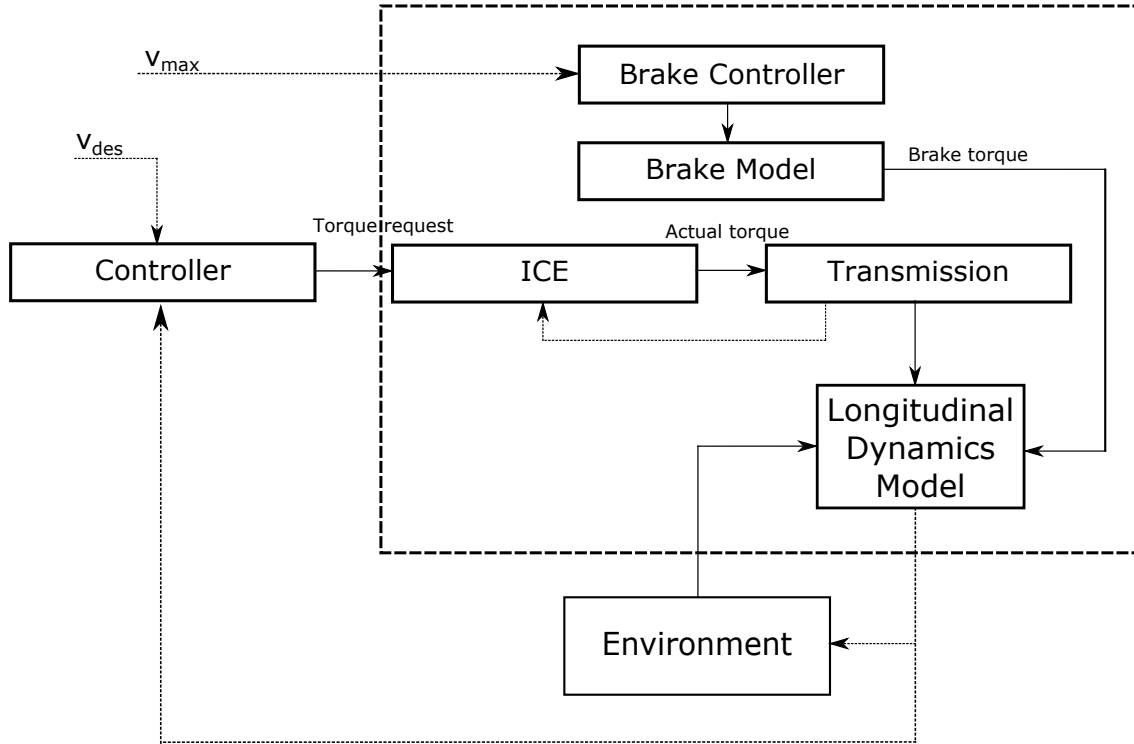 v_max
Brake Controller
Brake Model
Brake torque
v_des
Controller
Torque request
ICE
Actual torque
Transmission
Longitudinal
Dynamics
Model
Environment